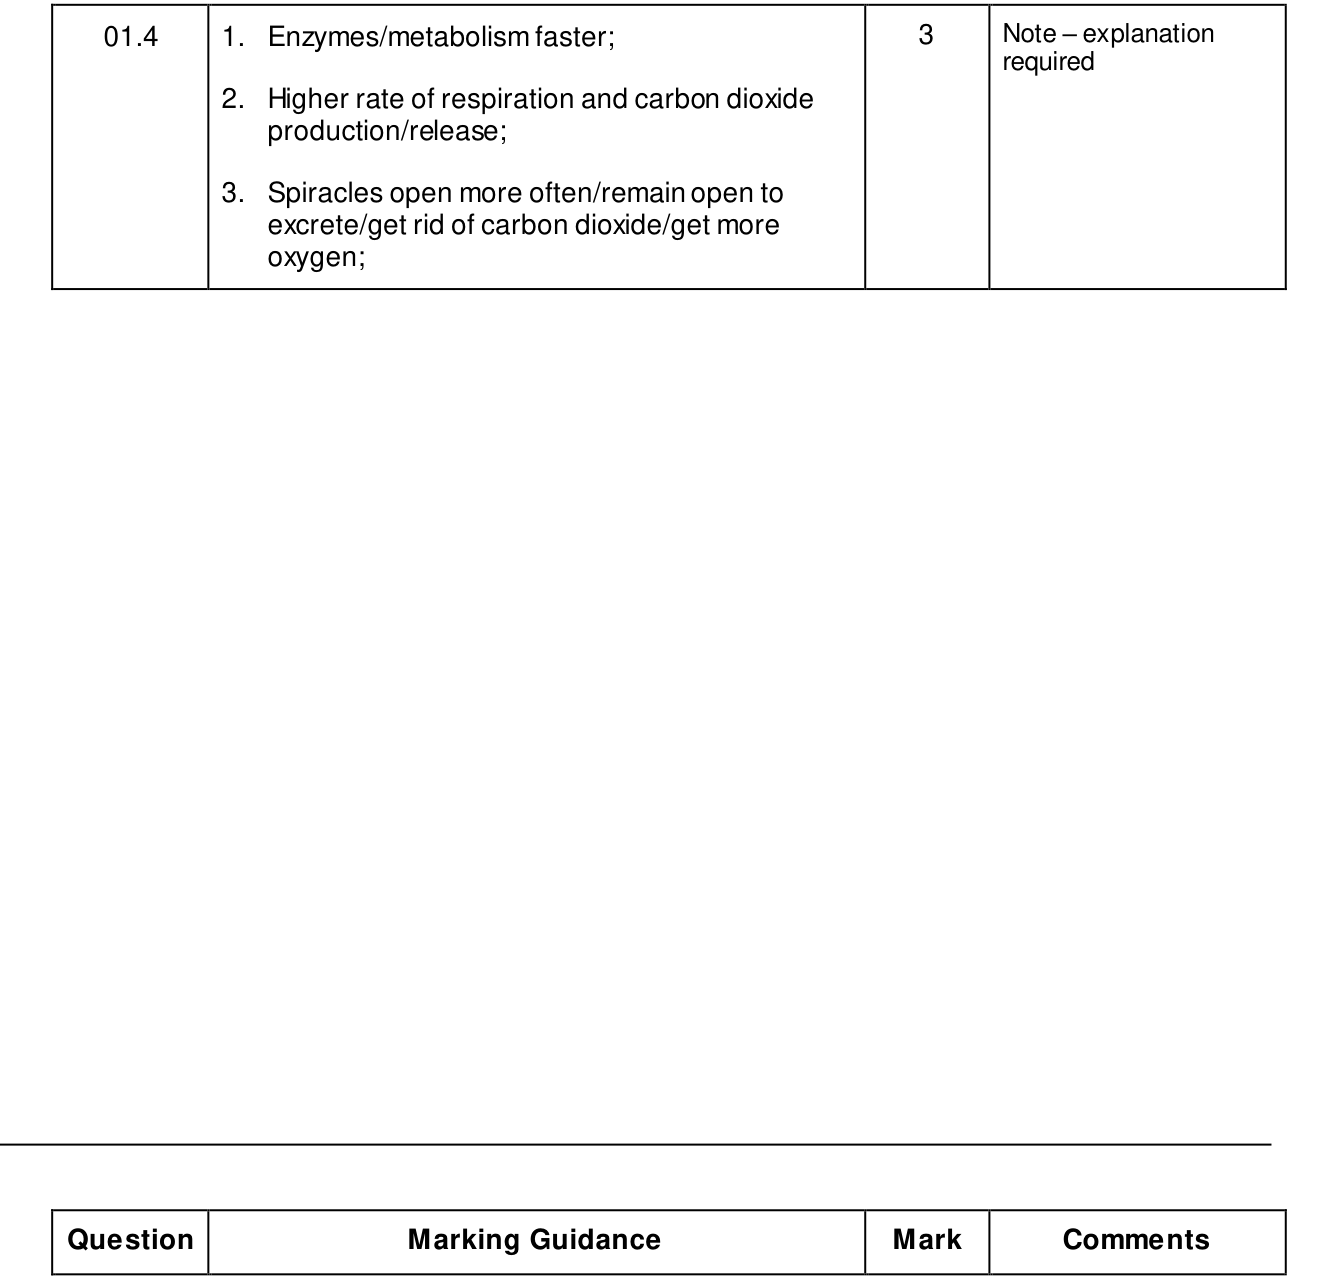 01.4 1. Enzymes/metabolism faster; 3 Note – explanation
required
2. Higher rate of respiration and carbon dioxide
production/release;
3. Spiracles open more often/remain open to
excrete/get rid of carbon dioxide/get more
oxygen;
Question Marking Guidance Mark Comments